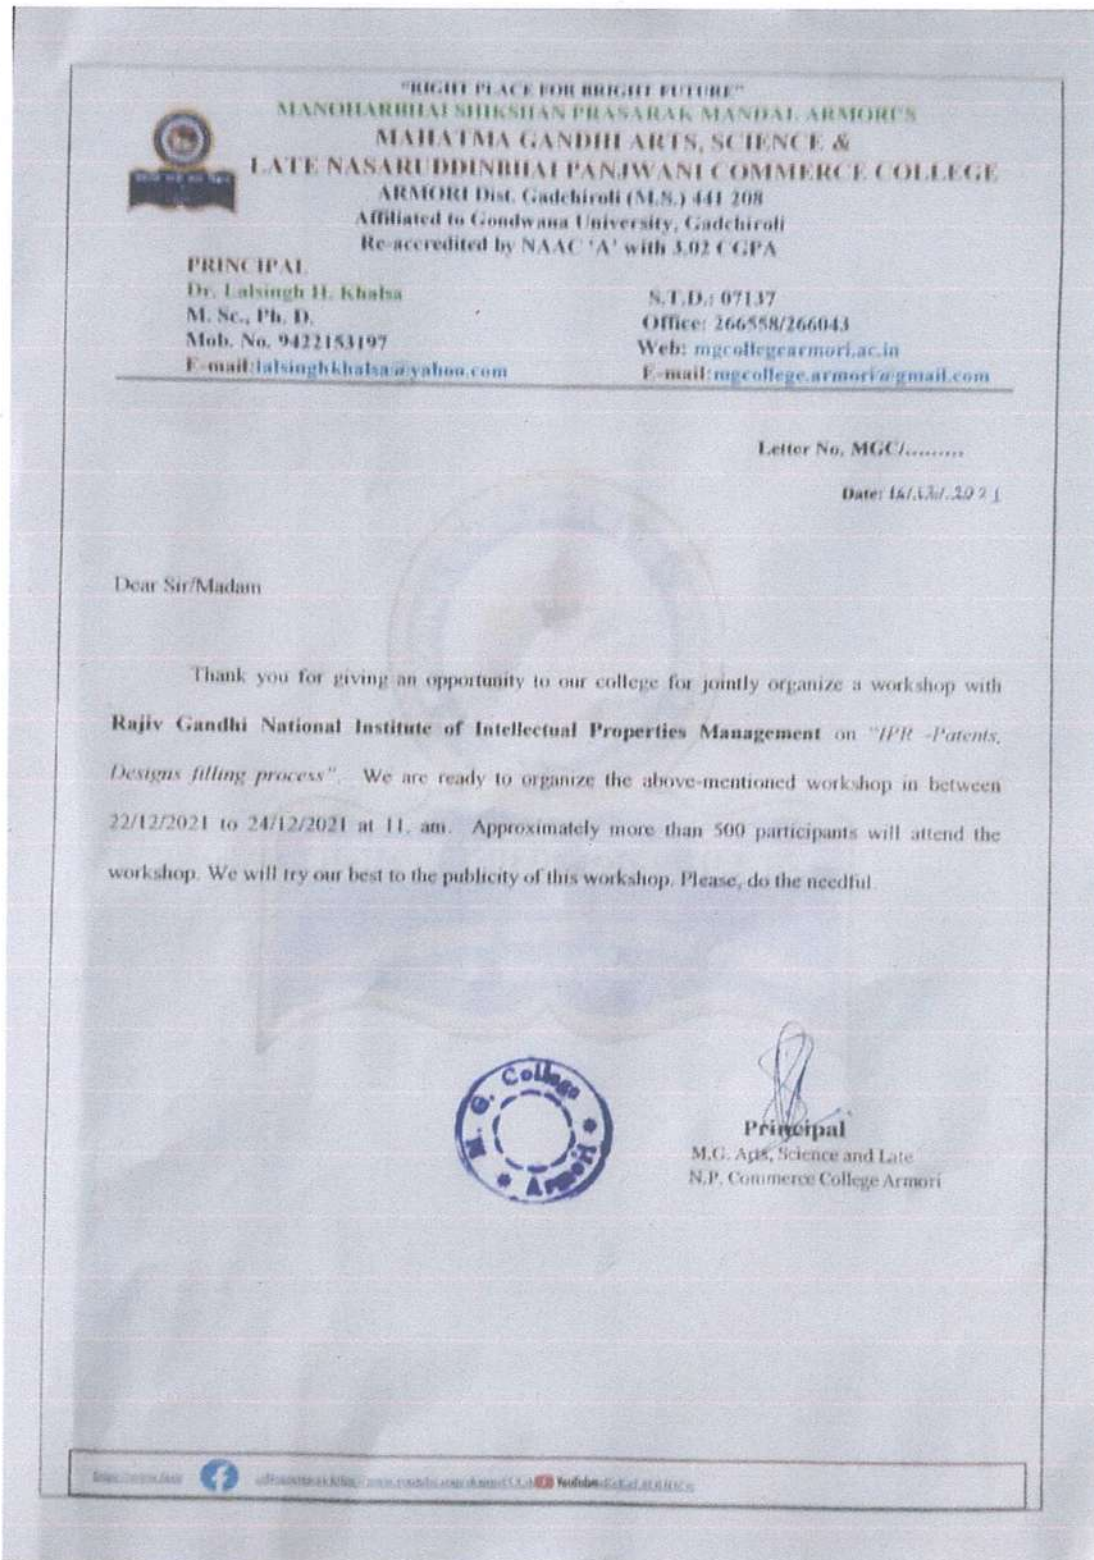 "RIGHT PLACE FOR BRIGHT FUTURE"
MANOHARBHAI SHIKSHAN PRASARAK MANDAL ARMORI'S
MAHATMA GANDHI ARTS, SCIENCE &
LATE NASARUDDINBHAI PANJWANI COMMERCE COLLEGE
ARMORI Dist. Gadchiroli (M.S.) 441 208
Affiliated to Gondwana University, Gadchiroli
Re-accredited by NAAC 'A' with 3.02 CGPA
PRINCIPAL
Dr. Lalsingh H. Khalsa
M. Sc., Ph. D.
Mob. No. 9422153197
E-mail:lalsinghkhalsa@yahoo.com
S.T.D.: 07137
Office: 266558/266043
Web: mgcollegearmori.ac.in
E-mail:mgcollege.armori@gmail.com
Letter No. MGC/.........
Date: 2021
Dear Sir/Madam
Thank you for giving an opportunity to our college for jointly organize a workshop with
Rajiv Gandhi National Institute of Intellectual Properties Management on "IPR -Patents,
Designs filling process". We are ready to organize the above-mentioned workshop in between
22/12/2021 to 24/12/2021 at 11. am. Approximately more than 500 participants will attend the
workshop. We will try our best to the publicity of this workshop. Please, do the needful.
M. G. College
Armori
Principal
M.G. Arts, Science and Late
N.P. Commerce College Armori
YouTube